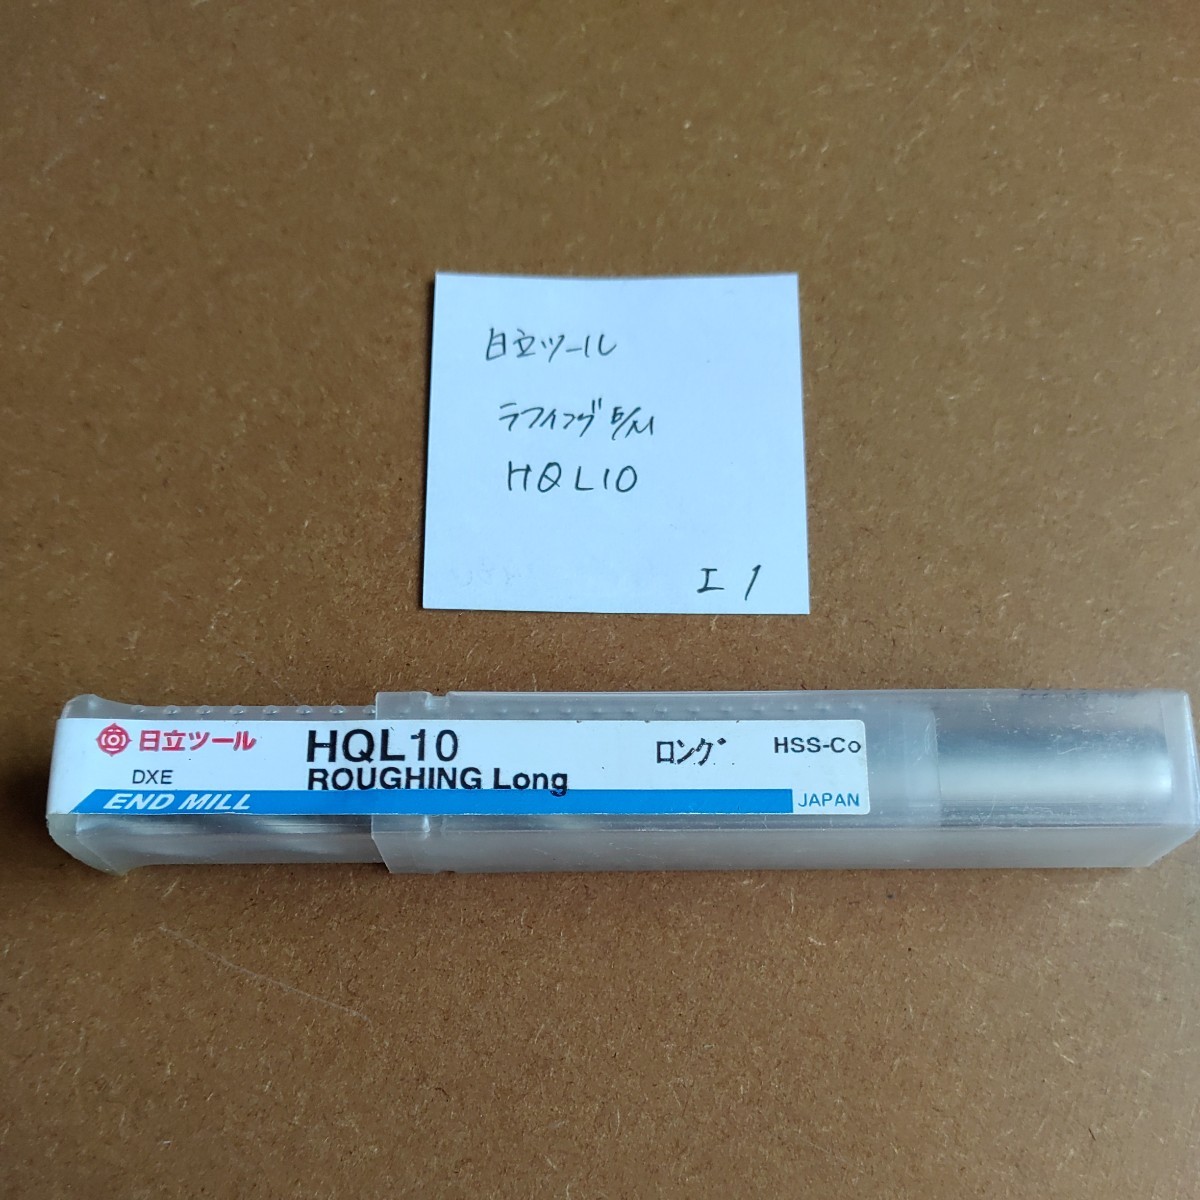 日立ツール
ラフィング E/M
HQL10
エ 1
日立ツール HQL10 ロング HSS-Co
DXE ROUGHING Long
END MILL JAPAN